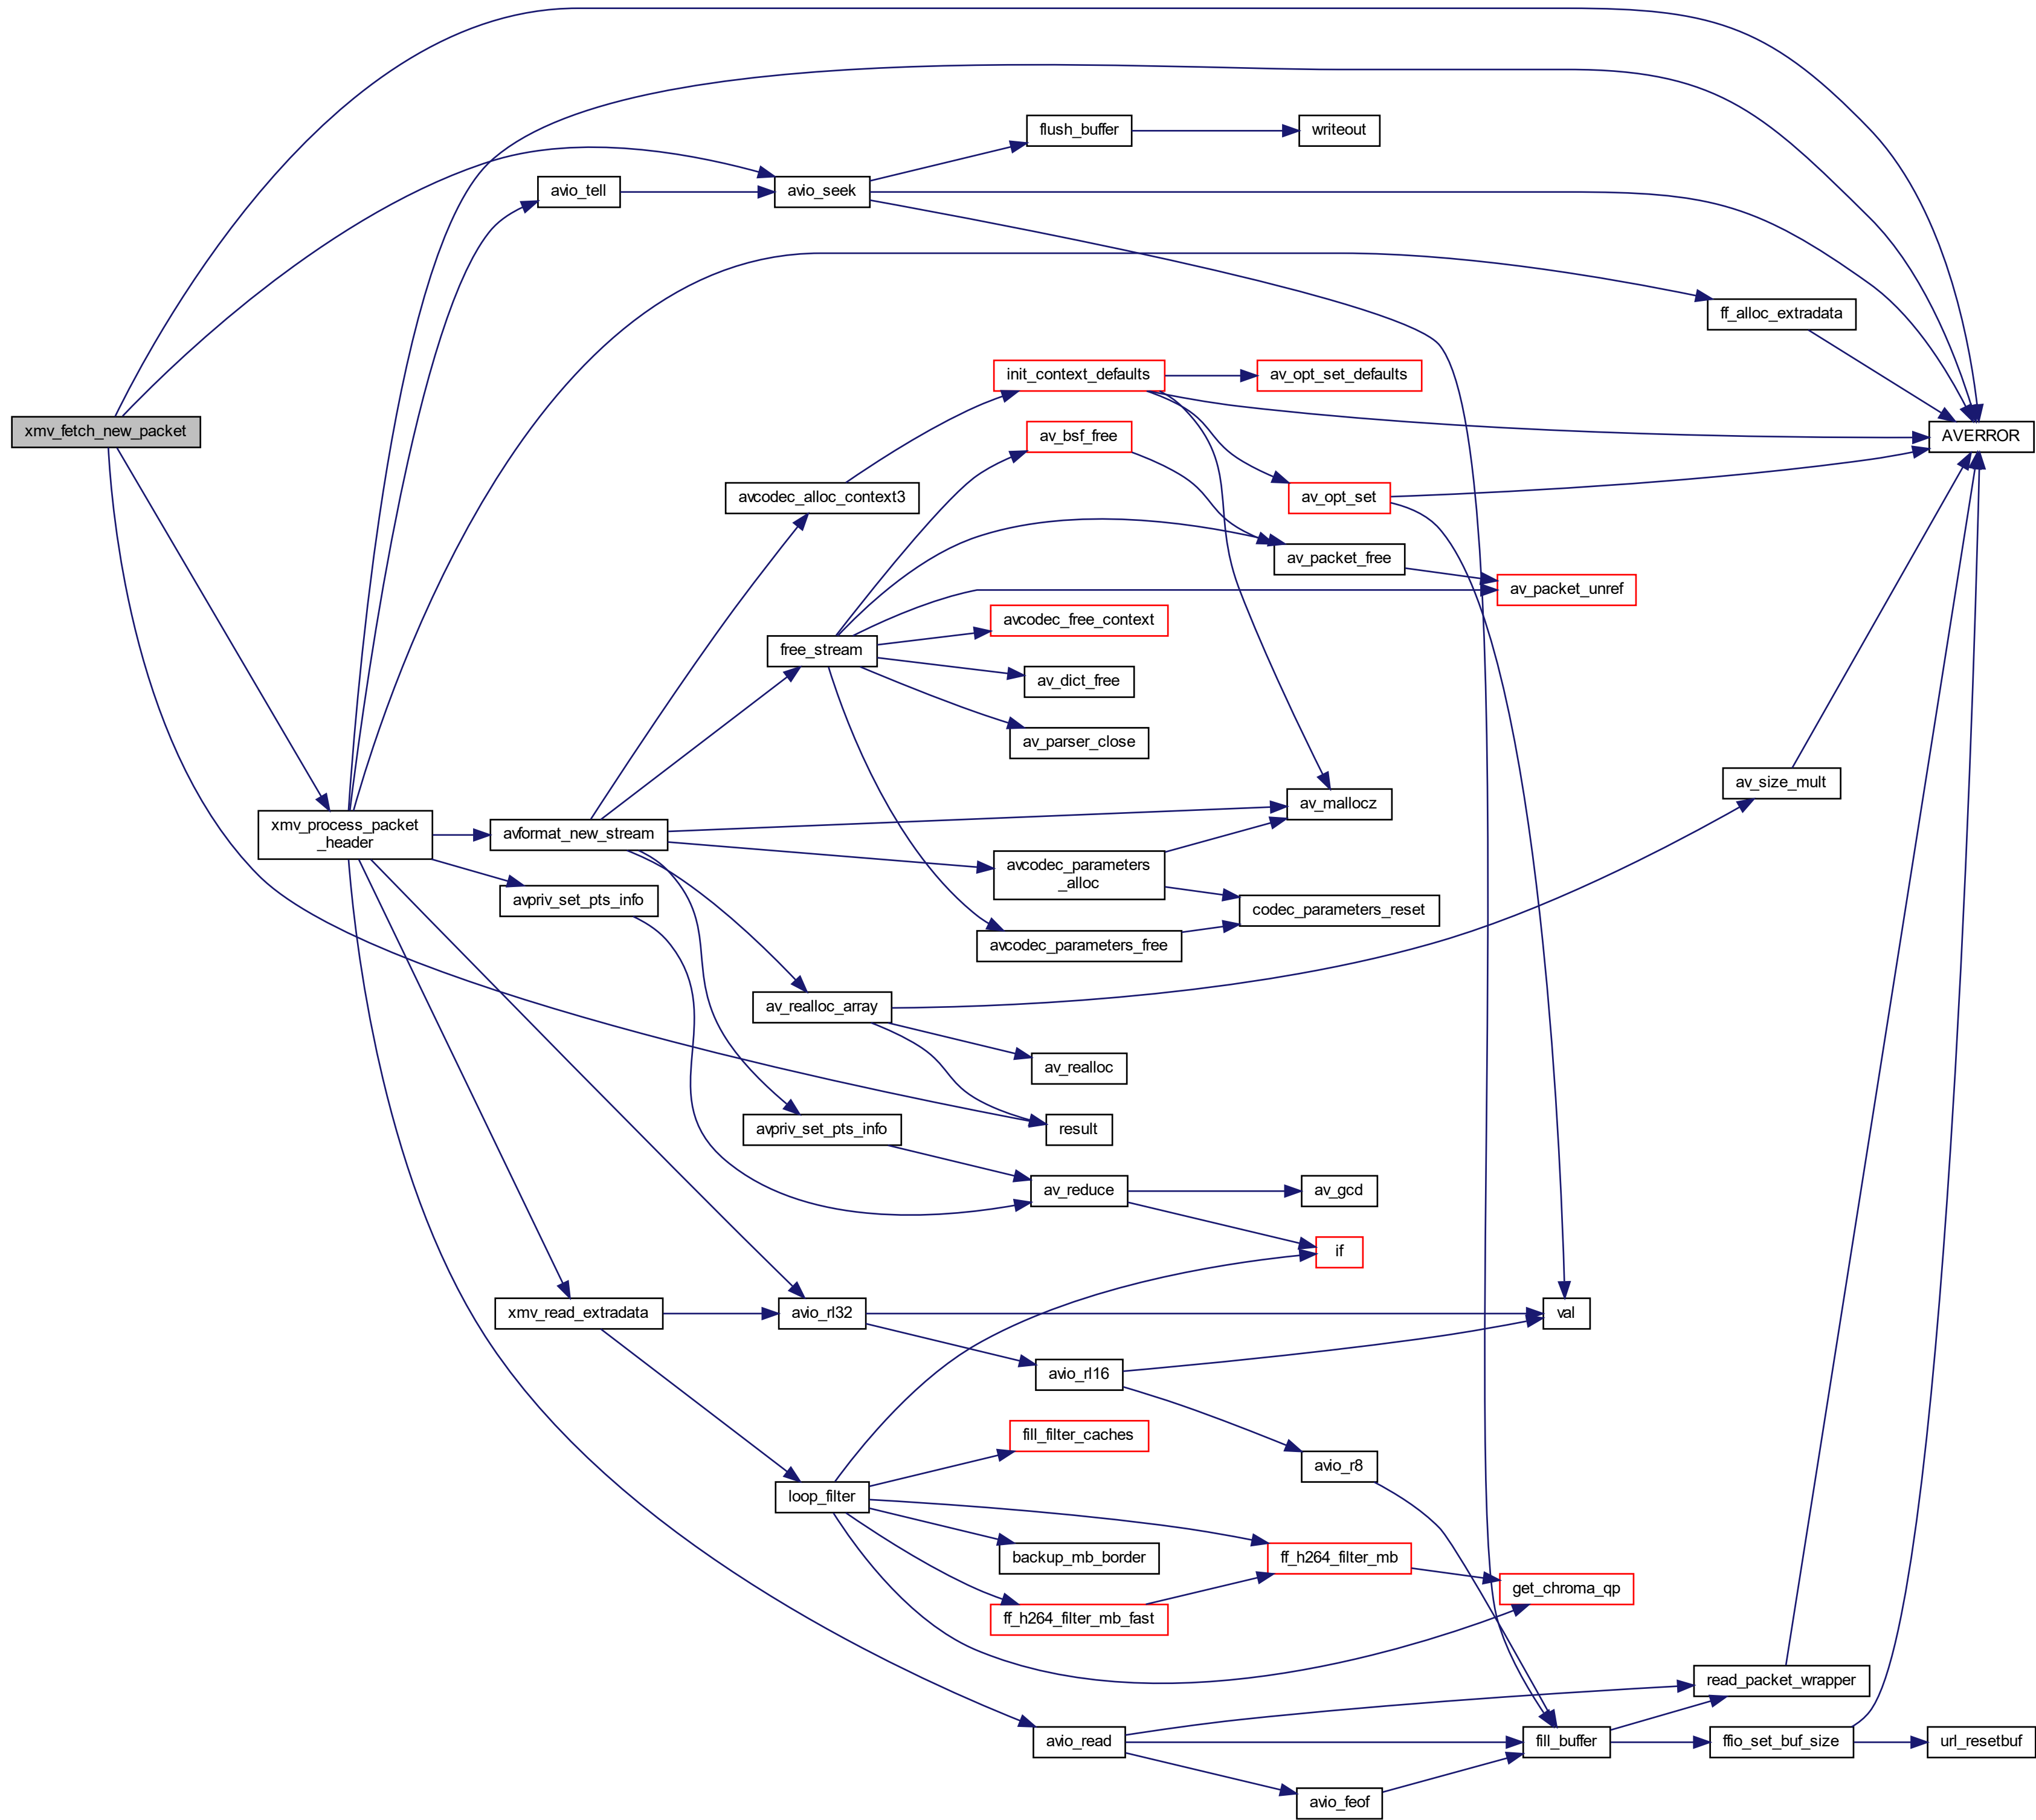 flush_buffer
writeout
avio_tell
avio_seek
ff_alloc_extradata
init_context_defaults
av_opt_set_defaults
xmv_fetch_new_packet
av_bsf_free
AVERROR
avcodec_alloc_context3
av_opt_set
av_packet_free
av_packet_unref
avcodec_free_context
free_stream
av_dict_free
av_parser_close
av_size_mult
av_mallocz
xmv_process_packet
_header
avformat_new_stream
avcodec_parameters
_alloc
avpriv_set_pts_info
codec_parameters_reset
avcodec_parameters_free
av_realloc_array
av_realloc
avpriv_set_pts_info
result
av_reduce
av_gcd
if
xmv_read_extradata
avio_rl32
val
avio_rl16
fill_filter_caches
avio_r8
loop_filter
backup_mb_border
ff_h264_filter_mb
get_chroma_qp
ff_h264_filter_mb_fast
read_packet_wrapper
avio_read
fill_buffer
ffio_set_buf_size
url_resetbuf
avio_feof